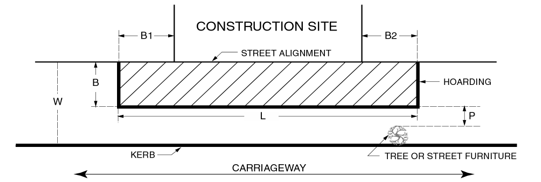 B1
CONSTRUCTION SITE
B2
STREET ALIGNMENT
B
HOARDING
W
L
P
KERB
TREE OR STREET FURNITURE
CARRIAGEWAY